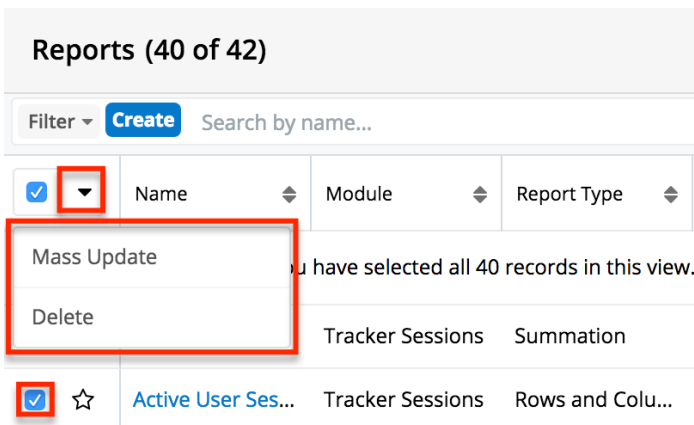 Reports (40 of 42)
Filter Create Search by name...
Name Module Report Type
Mass Update
have selected all 40 records in this view.
Delete
Tracker Sessions Summation
Active User Ses... Tracker Sessions Rows and Colu...